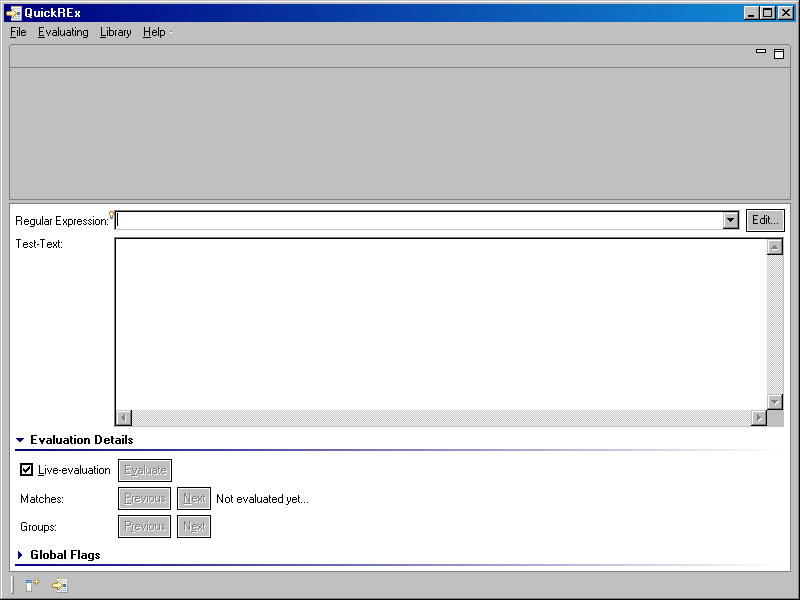 QuickREx
File Evaluating Library Help
Regular Expression: Edit...
Test-Text:
Evaluation Details
Live-evaluation Evaluate
Matches: Previous Next Not evaluated yet...
Groups: Previous Next
Global Flags